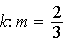 k: m = 2/3